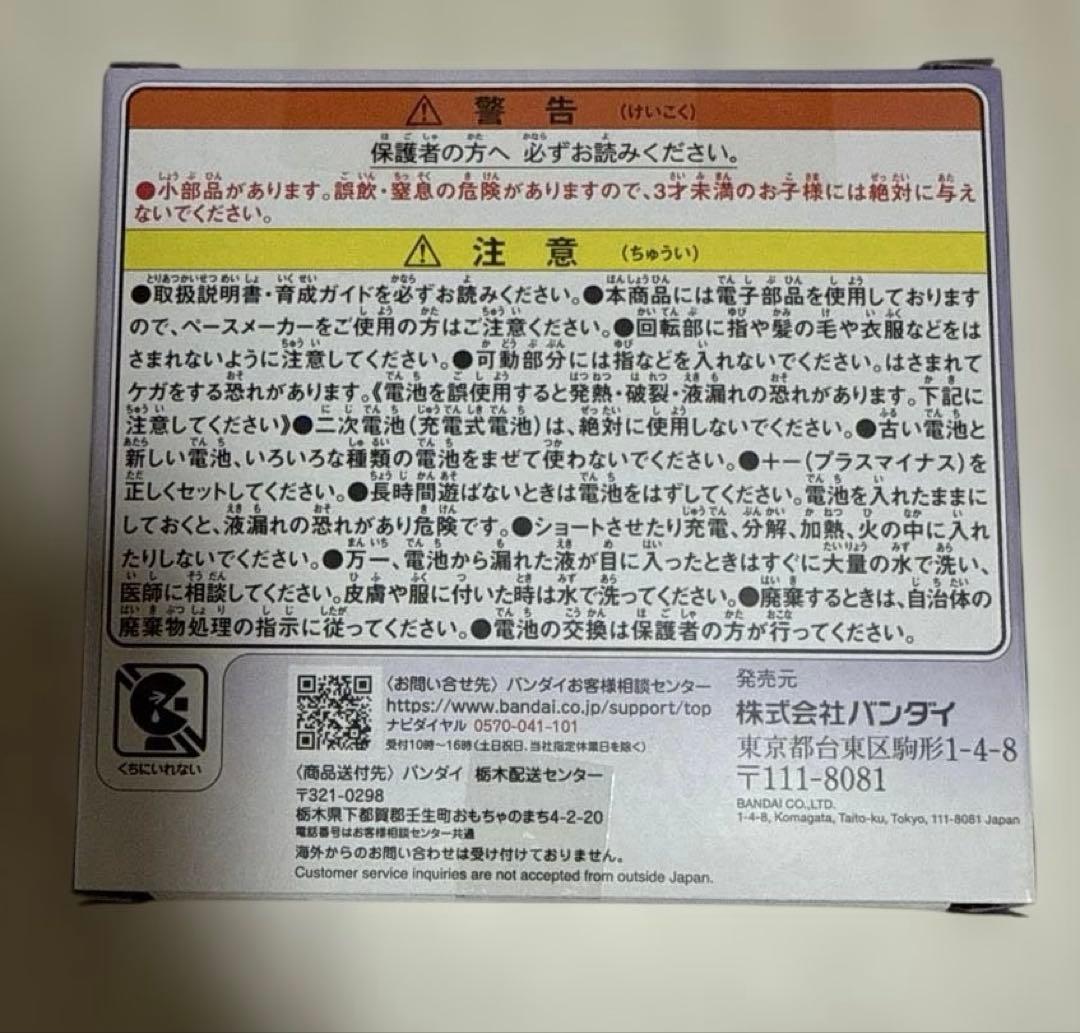 ⚠ 警告 (けいこく)
保護者の方へ 必ずお読みください。
●小部品があります。誤飲・窒息の危険がありますので、3才未満のお子様には絶対に与え
ないでください。
⚠ 注意 (ちゅうい)
●取扱説明書・育成ガイドを必ずお読みください。●本商品には電子部品を使用しております
ので、ペースメーカーをご使用の方はご注意ください。●回転部に指や髪の毛や衣服などをは
さまれないように注意してください。●可動部分には指などを入れないでください。はさまれて
ケガをする恐れがあります。《電池を誤使用すると発熱・破裂・液漏れの恐れがあります。下記に
注意してください》●二次電池(充電式電池)は、絶対に使用しないでください。●古い電池と
新しい電池、いろいろな種類の電池をまぜて使わないでください。●+-(プラスマイナス)を
正しくセットしてください。●長時間遊ばないときは電池をはずしてください。電池を入れたままに
しておくと、液漏れの恐れがあり危険です。●ショートさせたり充電、分解、加熱、火の中に入れ
たりしないでください。●万一、電池から漏れた液が目に入ったときはすぐに大量の水で洗い、
医師に相談してください。皮膚や服に付いた時は水で洗ってください。●廃棄するときは、自治体の
廃棄物処理の指示に従ってください。●電池の交換は保護者の方が行ってください。
くちにいれない
〈お問い合せ先〉バンダイお客様相談センター
https://www.bandai.co.jp/support/top
ナビダイヤル 0570-041-101
受付10時〜16時(土日祝日、当社指定休業日を除く)
〈商品送付先〉バンダイ 栃木配送センター
〒321-0298
栃木県下都賀郡壬生町おもちゃのまち4-2-20
電話番号はお客様相談センター共通
海外からのお問い合わせは受け付けておりません。
Customer service inquiries are not accepted from outside Japan.
発売元
株式会社バンダイ
東京都台東区駒形1-4-8
〒111-8081
BANDAI CO.,LTD.
1-4-8, Komagata, Taito-ku, Tokyo, 111-8081 Japan